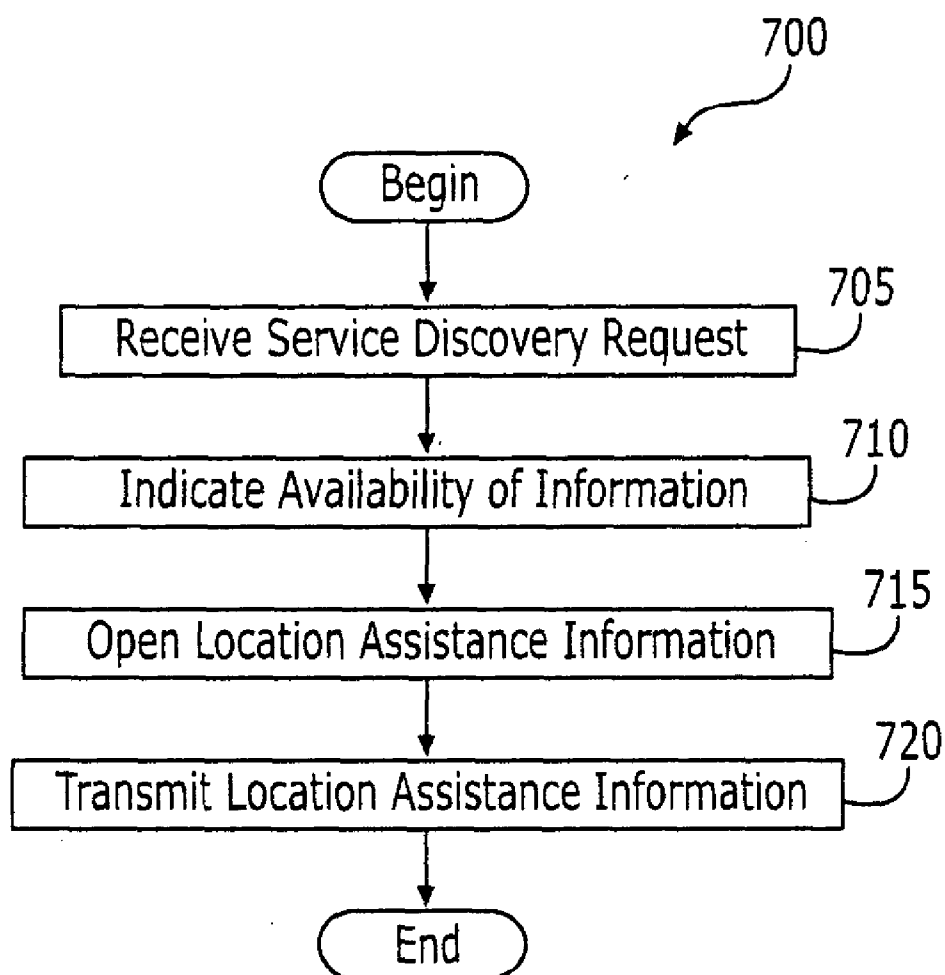 700
Begin
705
Receive Service Discovery Request
710
Indicate Availability of Information
715
Open Location Assistance Information
720
Transmit Location Assistance Information
End